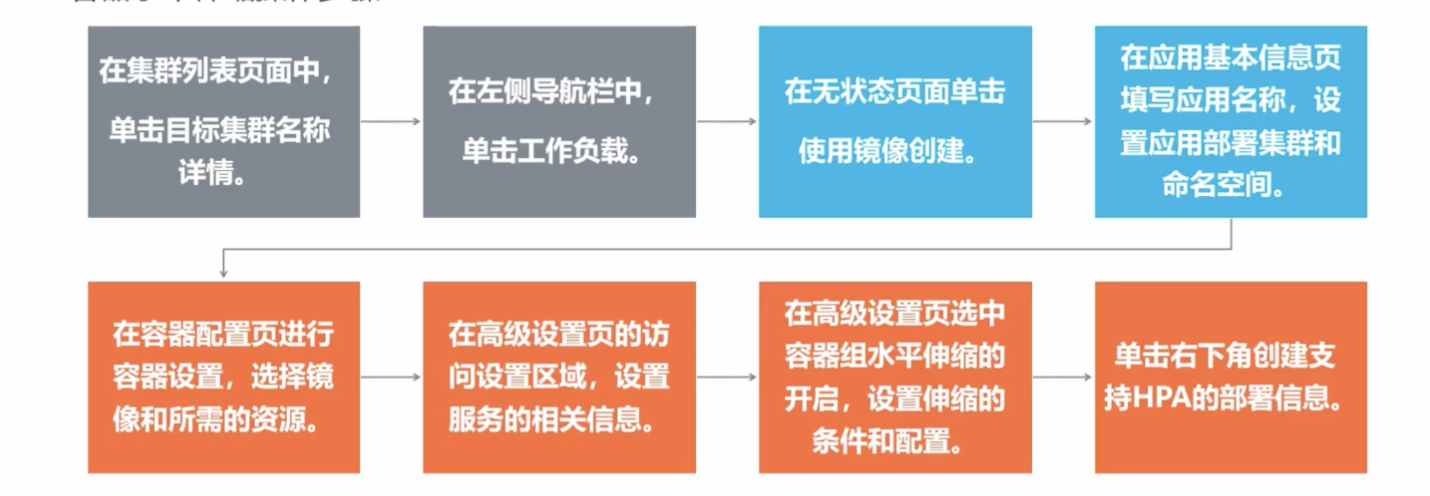 在集群列表页面中，
单击目标集群名称
详情。
在左侧导航栏中，
单击工作负载。
在无状态页面单击
使用镜像创建。
在应用基本信息页
填写应用名称，设
置应用部署集群和
命名空间。
在容器配置页进行
容器设置，选择镜
像和所需的资源。
在高级设置页的访
问设置区域，设置
服务的相关信息。
在高级设置页选中
容器组水平伸缩的
开启，设置伸缩的
条件和配置。
单击右下角创建支
持HPA的部署信息。